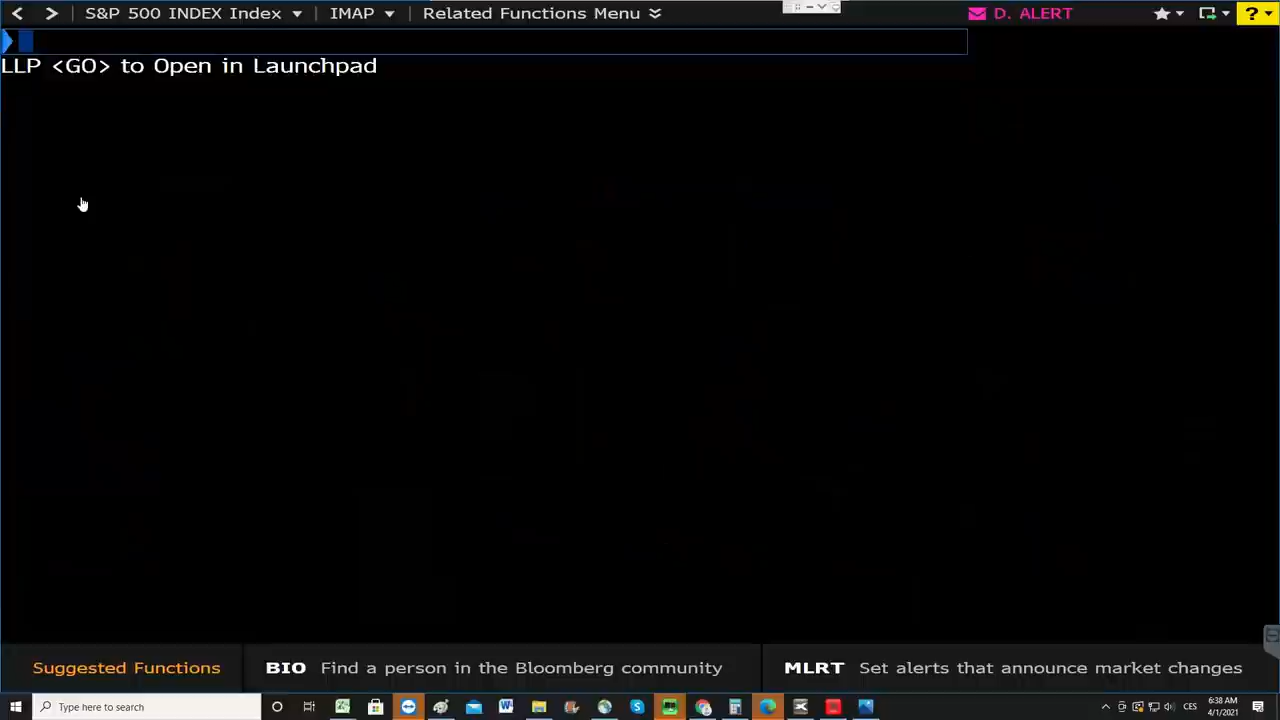 S&P 500 INDEX Index
IMAP
Related Functions Menu
D. ALERT
?
LLP <GO> to Open in Launchpad
Suggested Functions
BIO Find a person in the Bloomberg community
MLRT Set alerts that announce market changes
Type here to search
CES
6:38 AM
4/1/2021